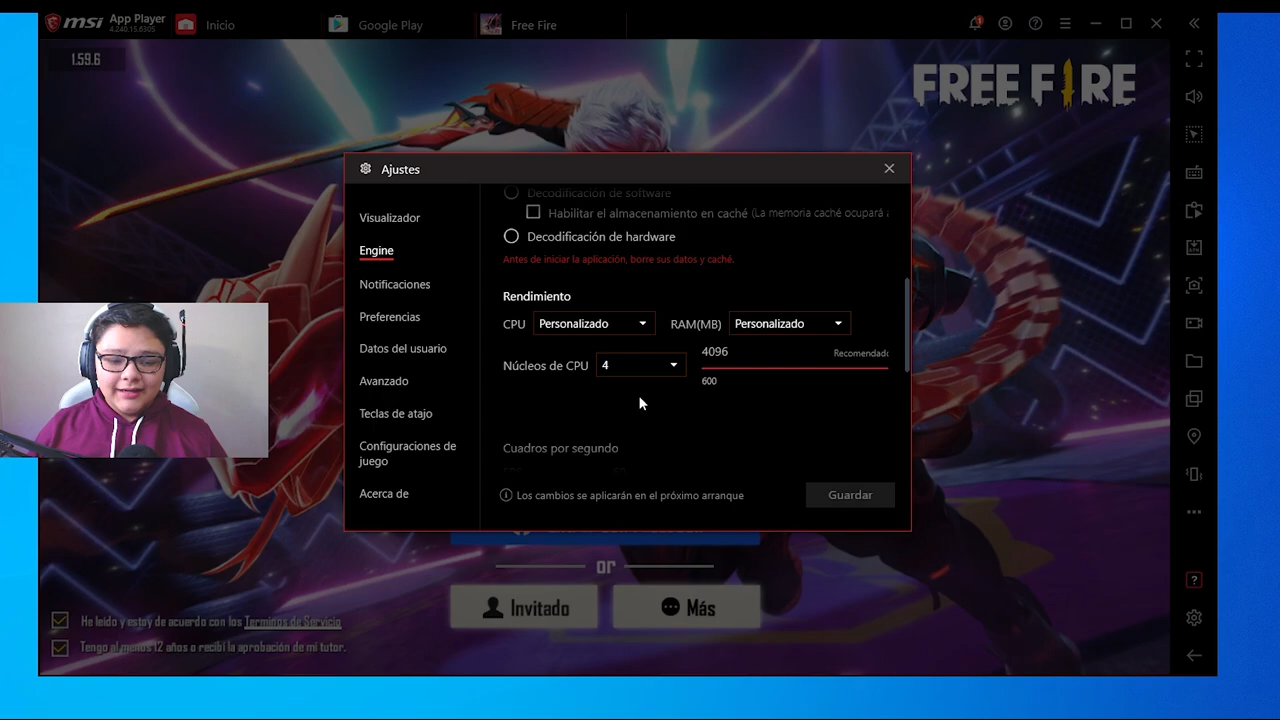 msi App Player
4.240.15.6305
Inicio
Google Play
Free Fire
1.59.6
FREE FIRE
Ajustes
Visualizador
Engine
Notificaciones
Preferencias
Datos del usuario
Avanzado
Teclas de atajo
Configuraciones de
juego
Acerca de
Decodificación de software
Habilitar el almacenamiento en caché (La memoria caché ocupará
Decodificación de hardware
Antes de iniciar la aplicación, borre sus datos y caché.
Rendimiento
CPU Personalizado RAM(MB) Personalizado
Núcleos de CPU 4 4096 Recomendado
600
Cuadros por segundo
Los cambios se aplicarán en el próximo arranque
Guardar
or
Invitado Más
He leído y estoy de acuerdo con los Terminos de Servicio
Tengo al menos 12 años o recibí la aprobación de mi tutor.